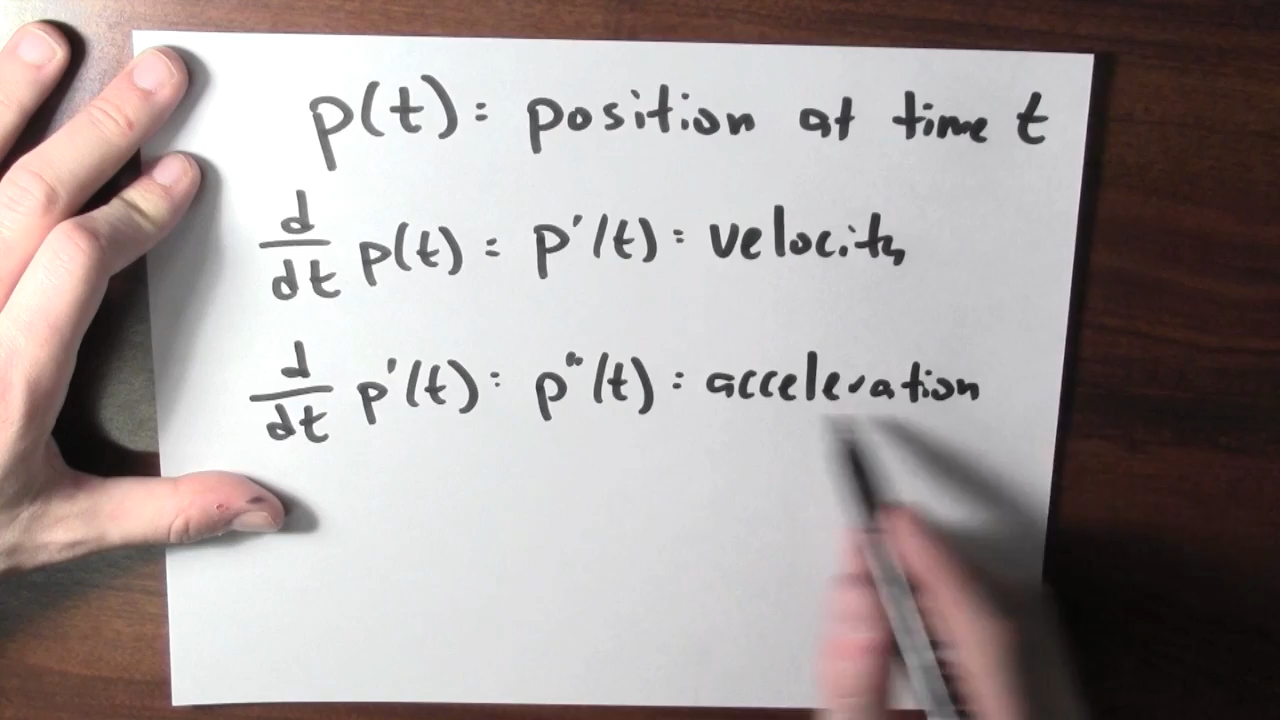 p(t) = position at time t
d/dt p(t) = p'(t) = velocity
d/dt p'(t) = p''(t) = acceleration